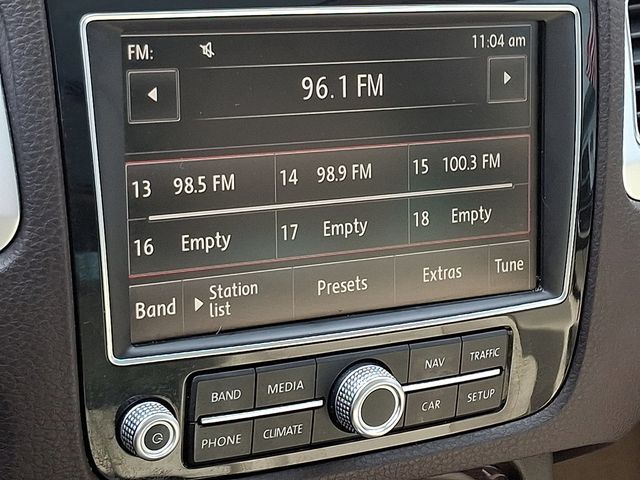 FM: 11:04 am
96.1 FM
13 98.5 FM 14 98.9 FM 15 100.3 FM
16 Empty 17 Empty 18 Empty
Band Station list Presets Extras Tune
BAND MEDIA NAV TRAFFIC
PHONE CLIMATE CAR SETUP